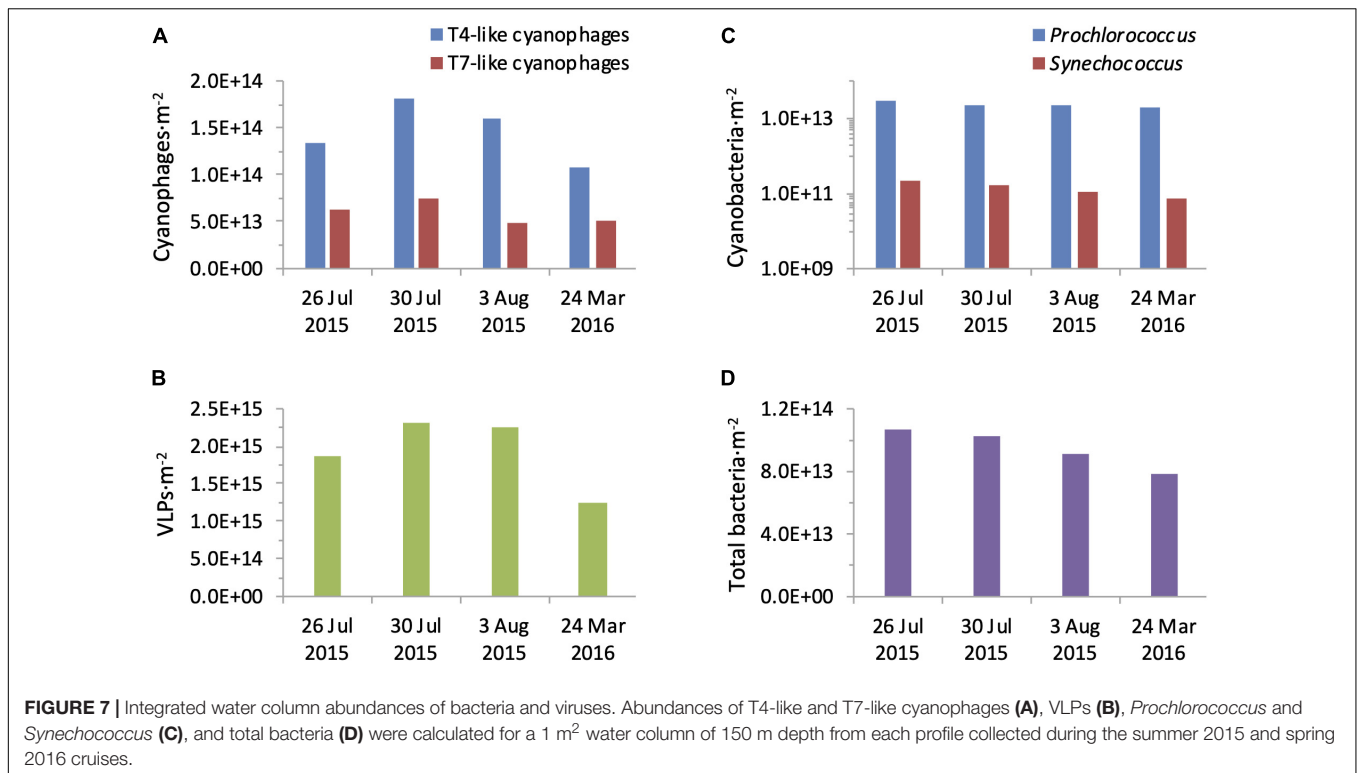 A
T4-like cyanophages
T7-like cyanophages
Cyanophages·m-2
2.0E+14
1.5E+14
1.0E+14
5.0E+13
0.0E+00
26 Jul 30 Jul 3 Aug 24 Mar
2015 2015 2015 2016
C
Prochlorococcus
Synechococcus
Cyanobacteria·m-2
1.0E+13
1.0E+11
1.0E+09
26 Jul 30 Jul 3 Aug 24 Mar
2015 2015 2015 2016
B
VLPs·m-2
2.5E+15
2.0E+15
1.5E+15
1.0E+15
5.0E+14
0.0E+00
26 Jul 30 Jul 3 Aug 24 Mar
2015 2015 2015 2016
D
Total bacteria·m-2
1.2E+14
8.0E+13
4.0E+13
0.0E+00
26 Jul 30 Jul 3 Aug 24 Mar
2015 2015 2015 2016
FIGURE 7 | Integrated water column abundances of bacteria and viruses. Abundances of T4-like and T7-like cyanophages (A), VLPs (B), Prochlorococcus and
Synechococcus (C), and total bacteria (D) were calculated for a 1 m2 water column of 150 m depth from each profile collected during the summer 2015 and spring
2016 cruises.